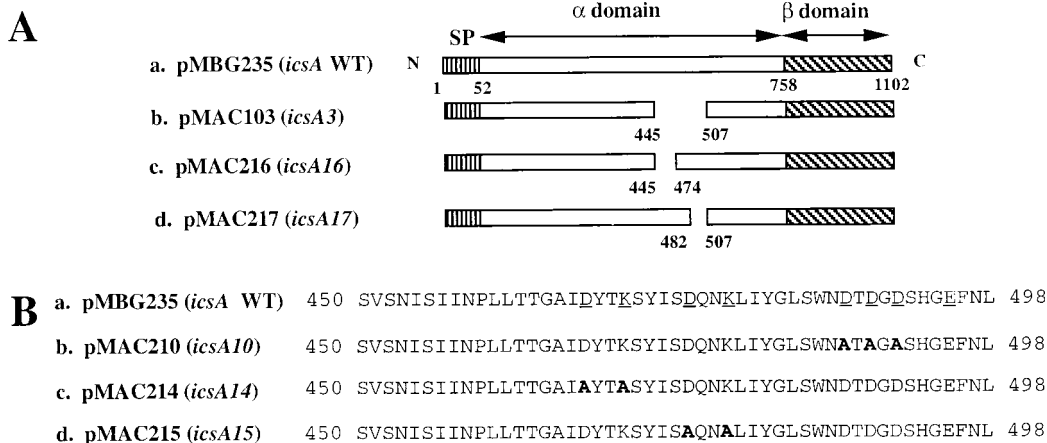 A
α domain
β domain
SP
a. pMBG235 (icsA WT) N C
1 52 758 1102
b. pMAC103 (icsA3)
445 507
c. pMAC216 (icsA16)
445 474
d. pMAC217 (icsA17)
482 507
B
a. pMBG235 (icsA WT) 450 SVSNISIINPLLTTGAIDYTKSYISDQNKLIYGLSWNDTDGDSHGEFNL 498
b. pMAC210 (icsA10) 450 SVSNISIINPLLTTGAIDYTKSYISDQNKLIYGLSWNATAGASHGEFNL 498
c. pMAC214 (icsA14) 450 SVSNISIINPLLTTGAIAYTASYISDQNKLIYGLSWNDTDGDSHGEFNL 498
d. pMAC215 (icsA15) 450 SVSNISIINPLLTTGAIDYTKSYISAQNALIYGLSWNDTDGDSHGEFNL 498